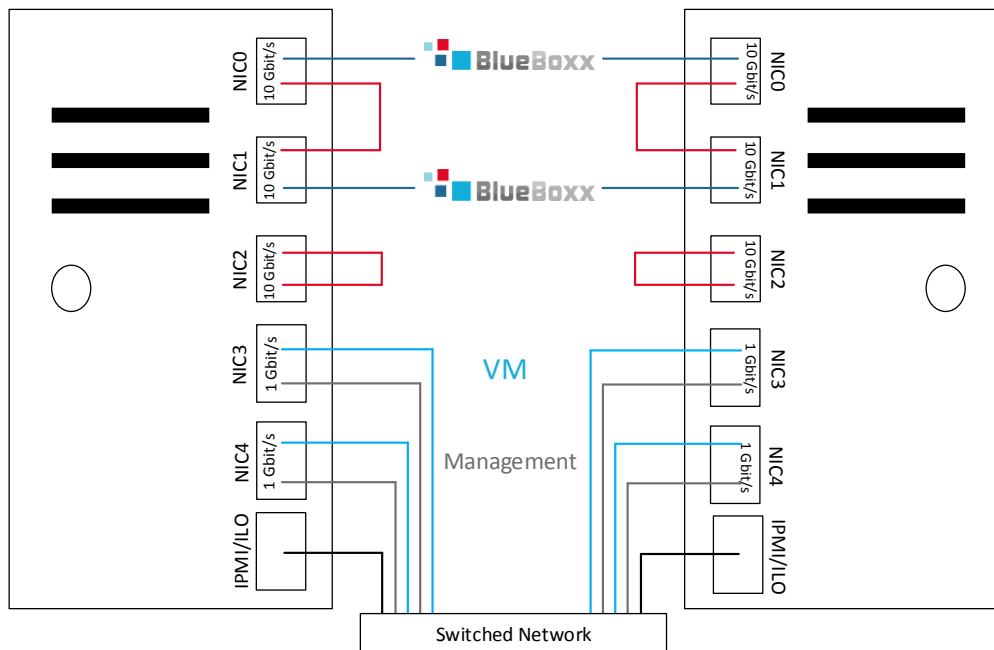 NIC0
10 Gbit/s
BlueBoxx
10 Gbit/s
NIC0
NIC1
10 Gbit/s
BlueBoxx
10 Gbit/s
NIC1
NIC2
10 Gbit/s
10 Gbit/s
NIC2
NIC3
1 Gbit/s
VM
1 Gbit/s
NIC3
NIC4
1 Gbit/s
Management
1 Gbit/s
NIC4
IPMI/ILO
IPMI/ILO
Switched Network